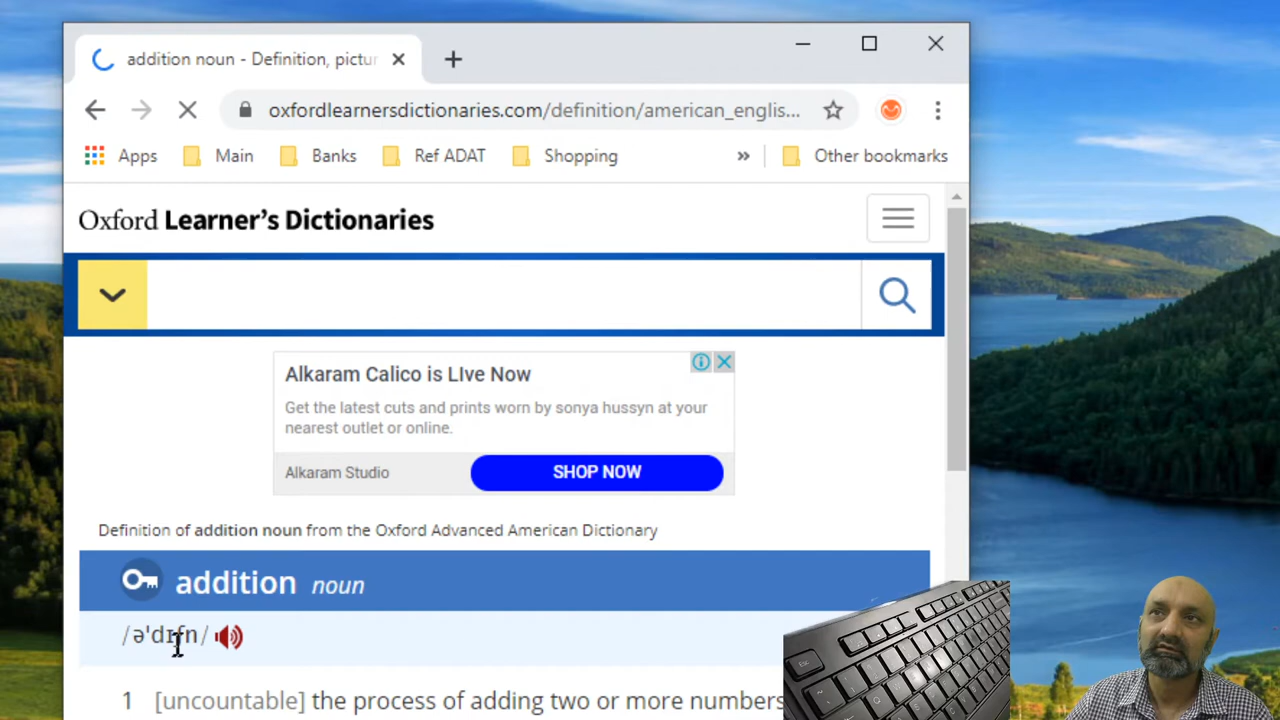 addition noun - Definition, pictur
oxfordlearnersdictionaries.com/definition/american_englis...
Apps Main Banks Ref ADAT Shopping » Other bookmarks
Oxford Learner's Dictionaries
Alkaram Calico is LIve Now
Get the latest cuts and prints worn by sonya hussyn at your
nearest outlet or online.
Alkaram Studio SHOP NOW
Definition of addition noun from the Oxford Advanced American Dictionary
addition noun
/əˈdɪʃn/
1 [uncountable] the process of adding two or more numbers
Esc